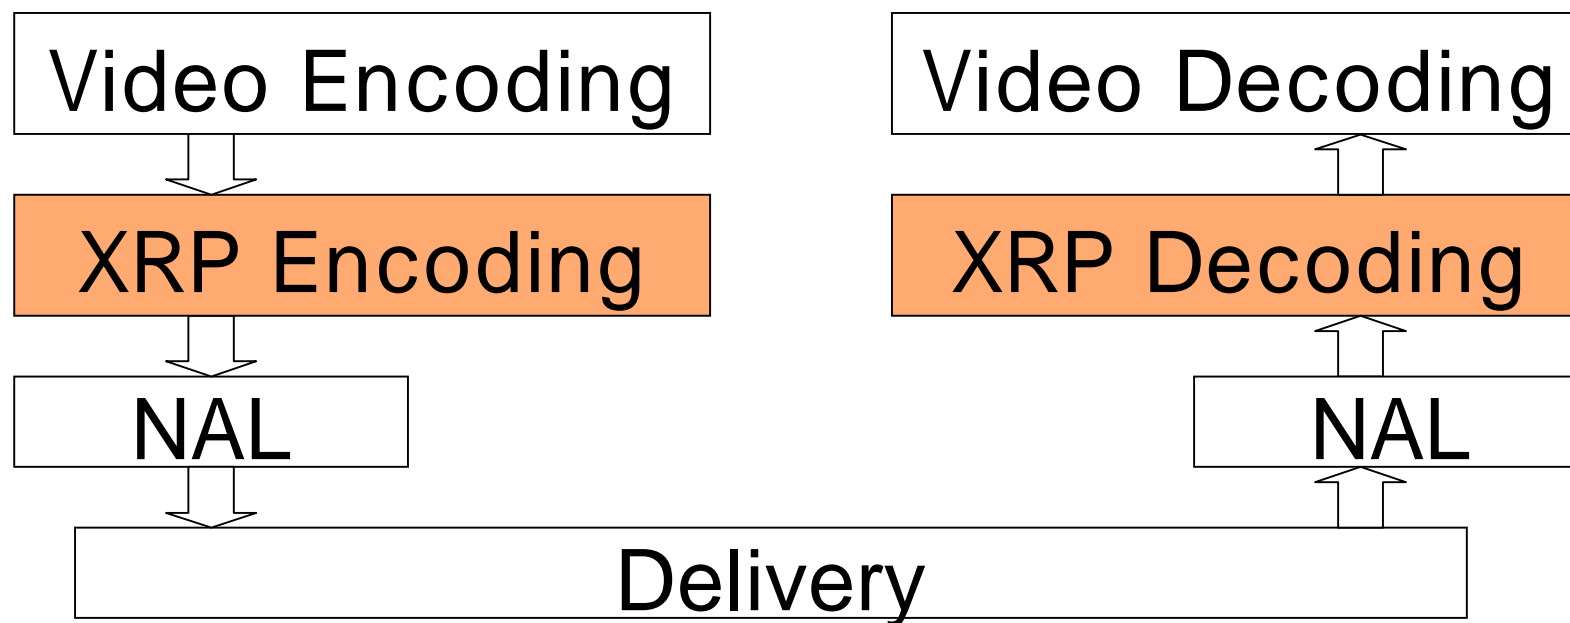 Video Encoding
Video Decoding
XRP Encoding
XRP Decoding
NAL
NAL
Delivery